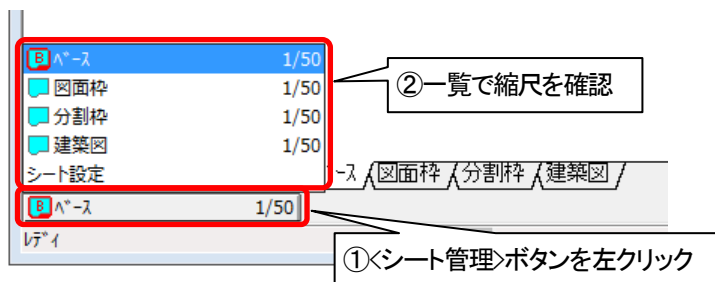 B ﾍﾞｰｽ 1/50
図面枠 1/50
分割枠 1/50
建築図 1/50
シート設定
②一覧で縮尺を確認
ｰｽ 図面枠 分割枠 建築図
B ﾍﾞｰｽ 1/50
ﾚﾃﾞｨ
①<シート管理>ボタンを左クリック